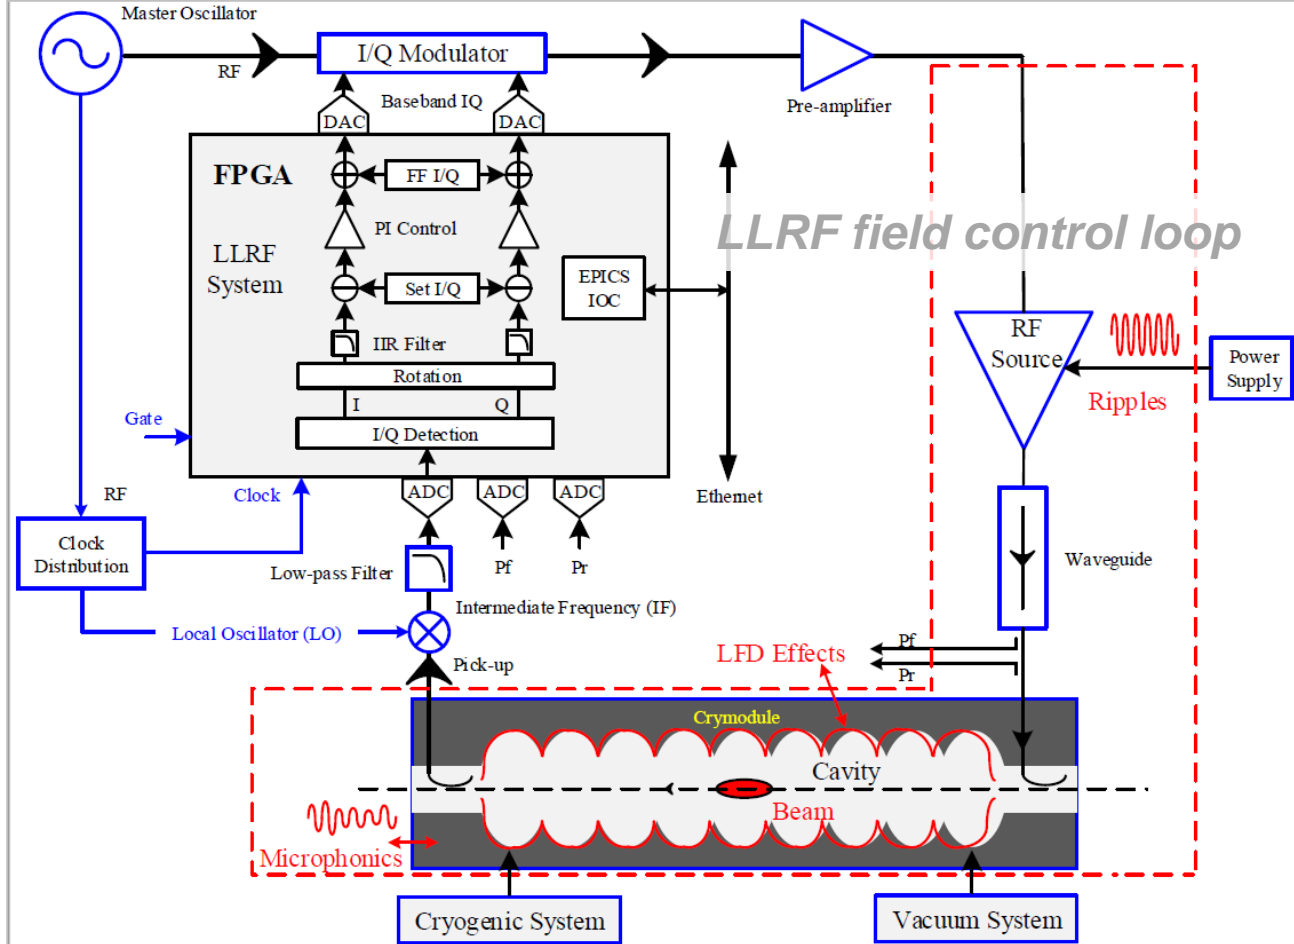 Master Oscillator
RF
I/Q Modulator
Pre-amplifier
Baseband IQ
DAC
DAC
FPGA
FF I/Q
PI Control
LLRF field control loop
LLRF
System
Set I/Q
EPICS
IOC
IIR Filter
Rotation
I
Q
I/Q Detection
RF
Source
Power
Supply
Ripples
Gate
Clock
RF
ADC
ADC
ADC
Ethernet
Clock
Distribution
Low-pass Filter
Pf
Pr
Waveguide
Intermediate Frequency (IF)
Local Oscillator (LO)
Pick-up
LFD Effects
Pf
Pr
Crymodule
Cavity
Beam
Microphonics
Cryogenic System
Vacuum System